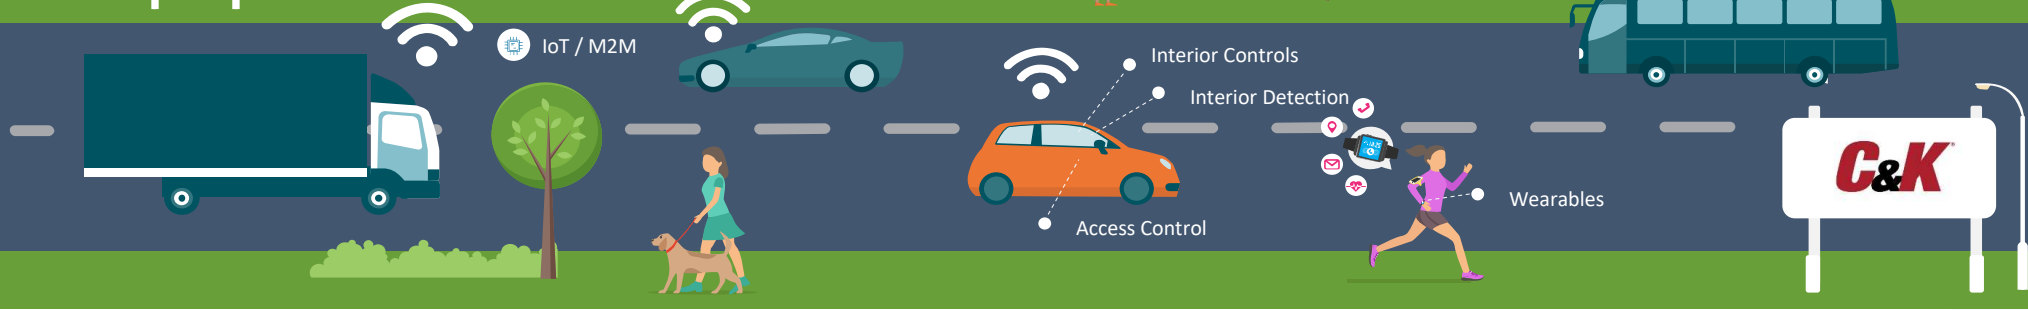 IoT / M2M
Interior Controls
Interior Detection
Access Control
Wearables
C&K